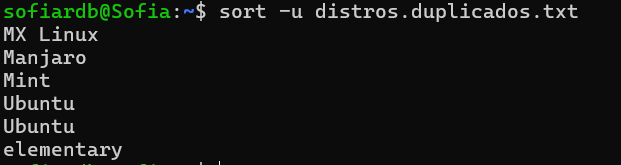 sofiardb@Sofia:~$ sort -u distros.duplicados.txt
MX Linux
Manjaro
Mint
Ubuntu
Ubuntu
elementary